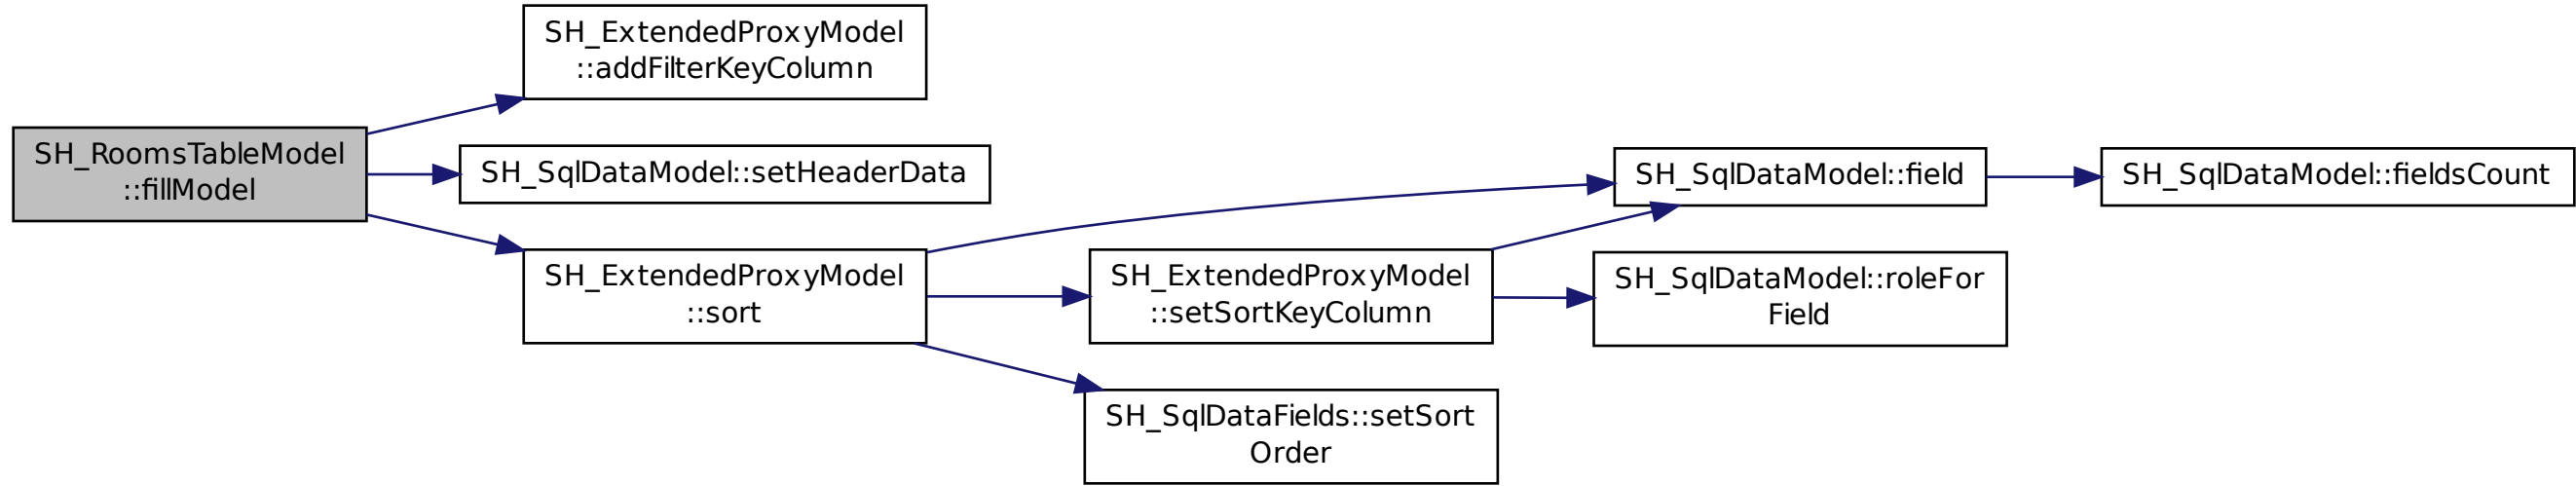 SH_ExtendedProxyModel
::addFilterKeyColumn
SH_RoomsTableModel
::fillModel
SH_SqlDataModel::setHeaderData
SH_ExtendedProxyModel
::sort
SH_SqlDataModel::field
SH_SqlDataModel::fieldsCount
SH_ExtendedProxyModel
::setSortKeyColumn
SH_SqlDataModel::roleFor
Field
SH_SqlDataFields::setSort
Order